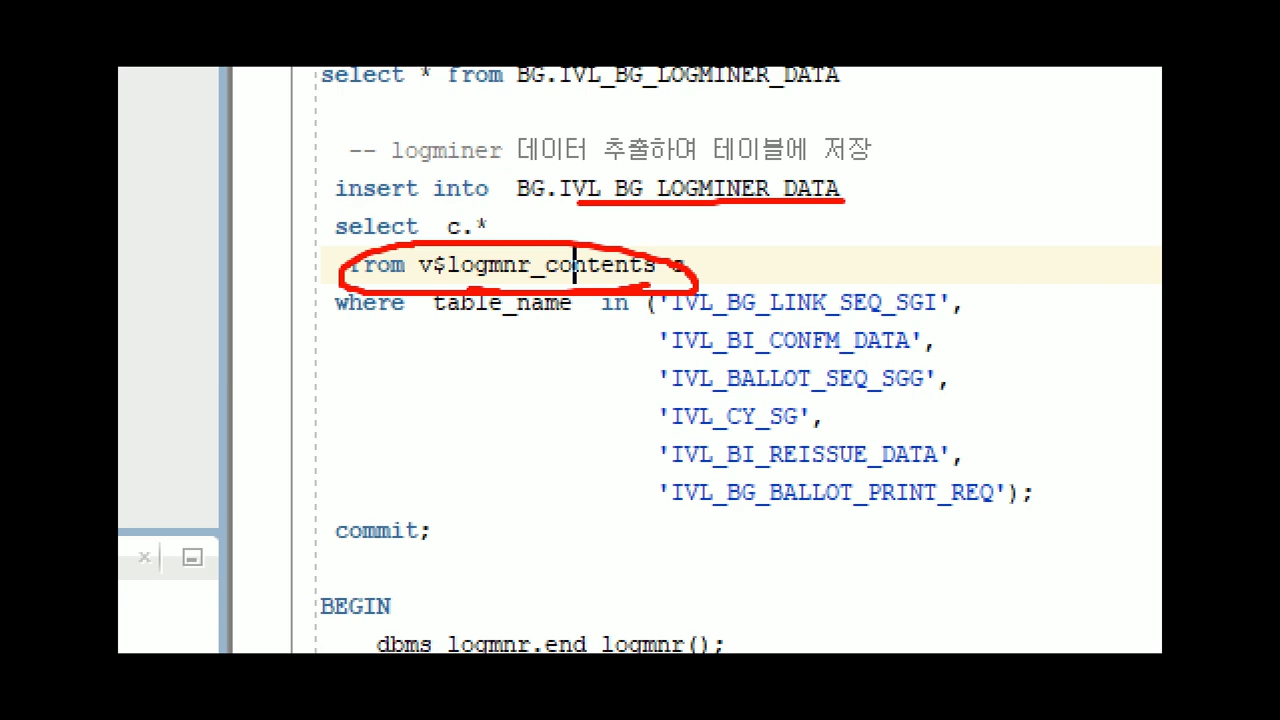 select * from BG.IVL_BG_LOGMINER_DATA
-- logminer 데이터 추출하여 테이블에 저장
insert into BG.IVL_BG_LOGMINER_DATA
select c.*
from v$logmnr_contents c
where table_name in ('IVL_BG_LINK_SEQ_SGI',
'IVL_BI_CONFM_DATA',
'IVL_BALLOT_SEQ_SGG',
'IVL_CY_SG',
'IVL_BI_REISSUE_DATA',
'IVL_BG_BALLOT_PRINT_REQ');
commit;
BEGIN
dbms_logmnr.end_logmnr();